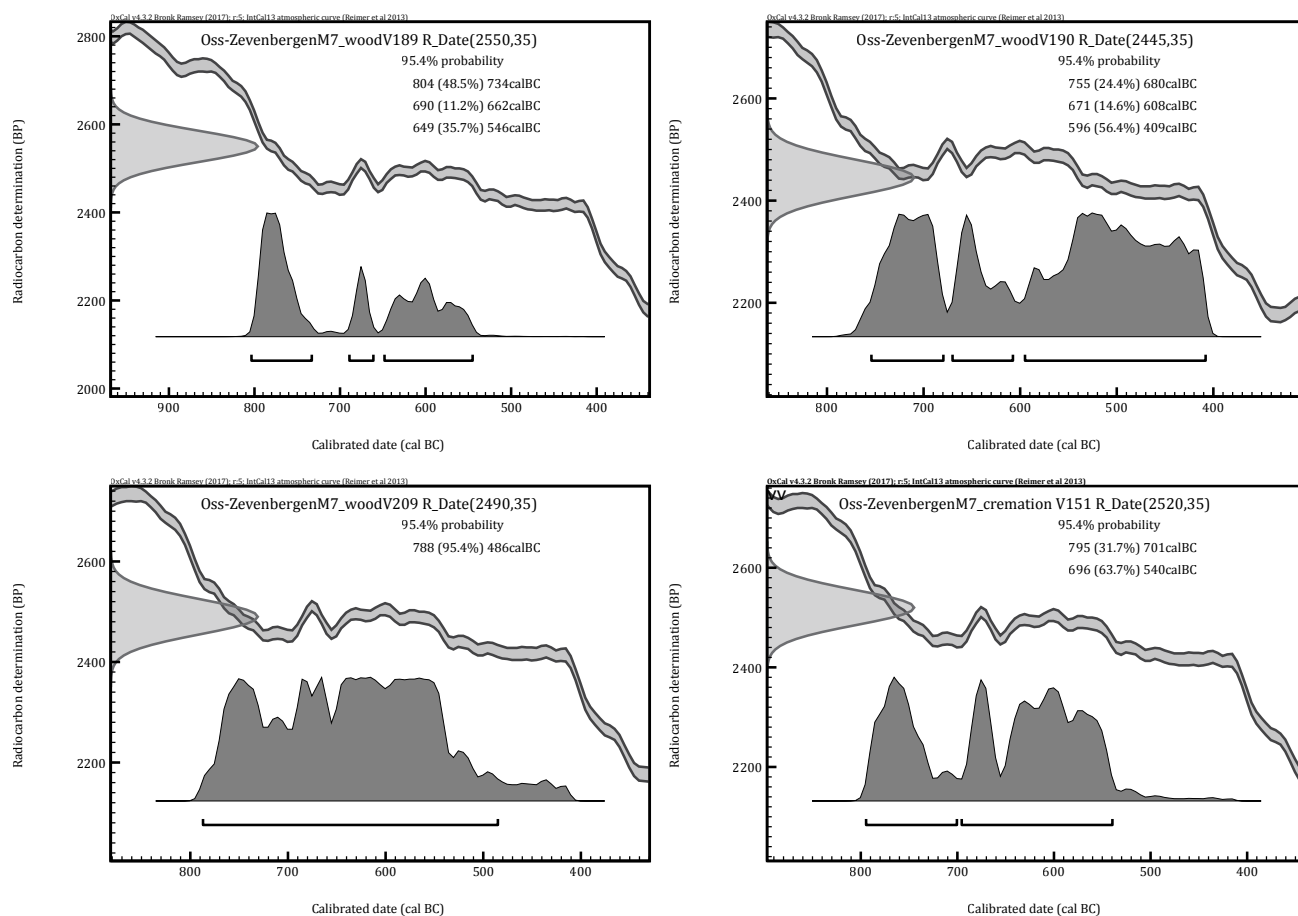 OxCal v4.3.2 Bronk Ramsey (2017); r:5; IntCal13 atmospheric curve (Reimer et al 2013)
Oss-ZevenbergenM7_woodV189 R_Date(2550,35)
95.4% probability
804 (48.5%) 734calBC
690 (11.2%) 662calBC
649 (35.7%) 546calBC
Radiocarbon determination (BP)
2800
2600
2400
2200
2000
900 800 700 600 500 400
Calibrated date (cal BC)
OxCal v4.3.2 Bronk Ramsey (2017); r:5; IntCal13 atmospheric curve (Reimer et al 2013)
Oss-ZevenbergenM7_woodV190 R_Date(2445,35)
95.4% probability
755 (24.4%) 680calBC
671 (14.6%) 608calBC
596 (56.4%) 409calBC
Radiocarbon determination (BP)
2600
2400
2200
800 700 600 500 400
Calibrated date (cal BC)
OxCal v4.3.2 Bronk Ramsey (2017); r:5; IntCal13 atmospheric curve (Reimer et al 2013)
Oss-ZevenbergenM7_woodV209 R_Date(2490,35)
95.4% probability
788 (95.4%) 486calBC
Radiocarbon determination (BP)
2600
2400
2200
800 700 600 500 400
Calibrated date (cal BC)
OxCal v4.3.2 Bronk Ramsey (2017); r:5; IntCal13 atmospheric curve (Reimer et al 2013)
Oss-ZevenbergenM7_cremation V151 R_Date(2520,35)
95.4% probability
795 (31.7%) 701calBC
696 (63.7%) 540calBC
Radiocarbon determination (BP)
2600
2400
2200
800 700 600 500 400
Calibrated date (cal BC)